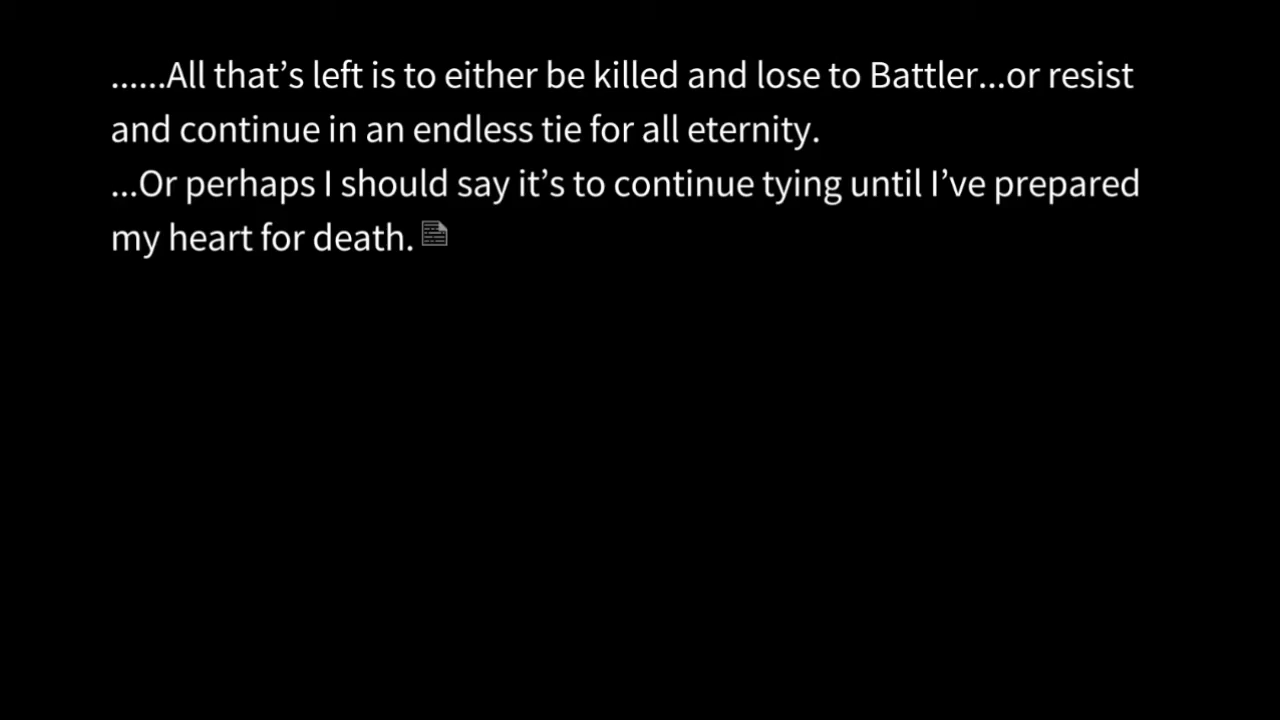 ......All that’s left is to either be killed and lose to Battler...or resist
and continue in an endless tie for all eternity.
...Or perhaps I should say it’s to continue tying until I’ve prepared
my heart for death.